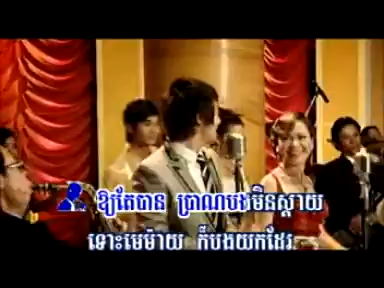 ឱ្យតែបាន ប្រាណបងមិនស្ដាយ
ទោះមេម៉ាយ ក៏បងយកដែរ